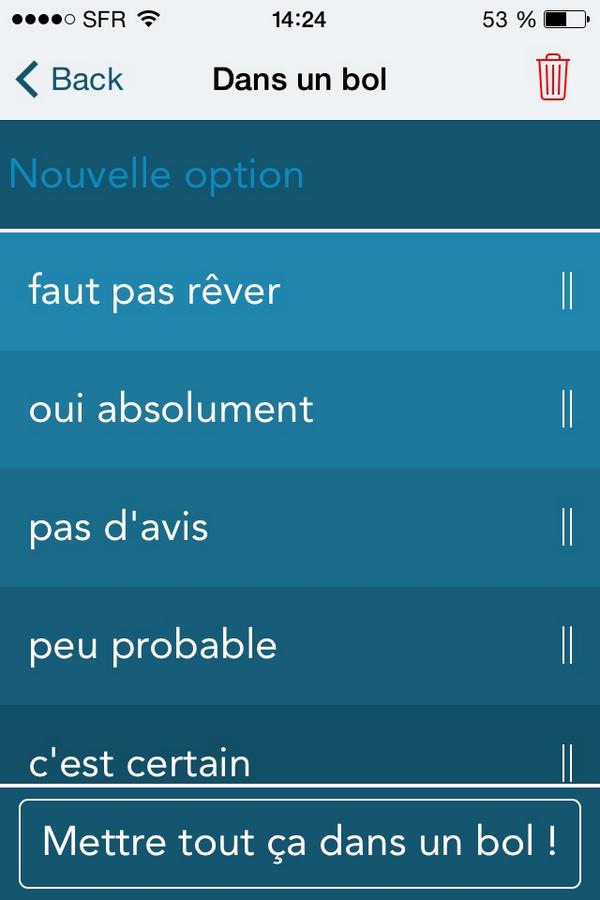 SFR 14:24 53 %
Back Dans un bol
Nouvelle option
faut pas rêver
oui absolument
pas d'avis
peu probable
c'est certain
Mettre tout ça dans un bol !